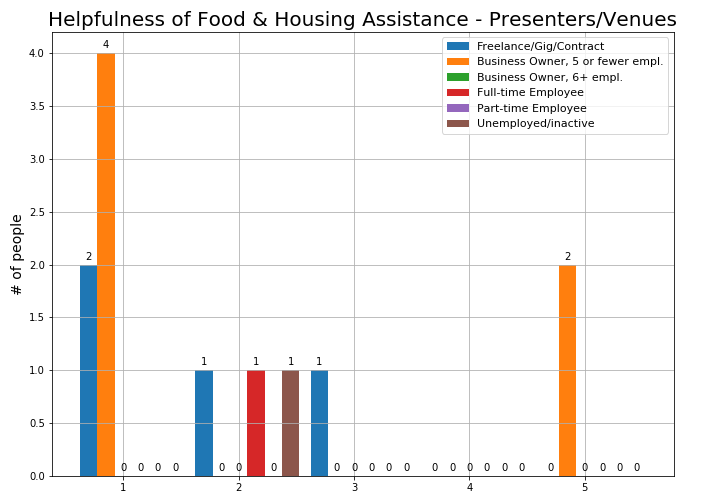 Helpfulness of Food & Housing Assistance - Presenters/Venues
Freelance/Gig/Contract
Business Owner, 5 or fewer empl.
Business Owner, 6+ empl.
Full-time Employee
Part-time Employee
Unemployed/inactive
# of people
4.0
3.5
3.0
2.5
2.0
1.5
1.0
0.5
0.0
4
2 2
1 1 1 1
0 0 0 0 0 0 0 0 0 0 0 0 0 0 0 0 0 0 0 0 0 0 0
1 2 3 4 5